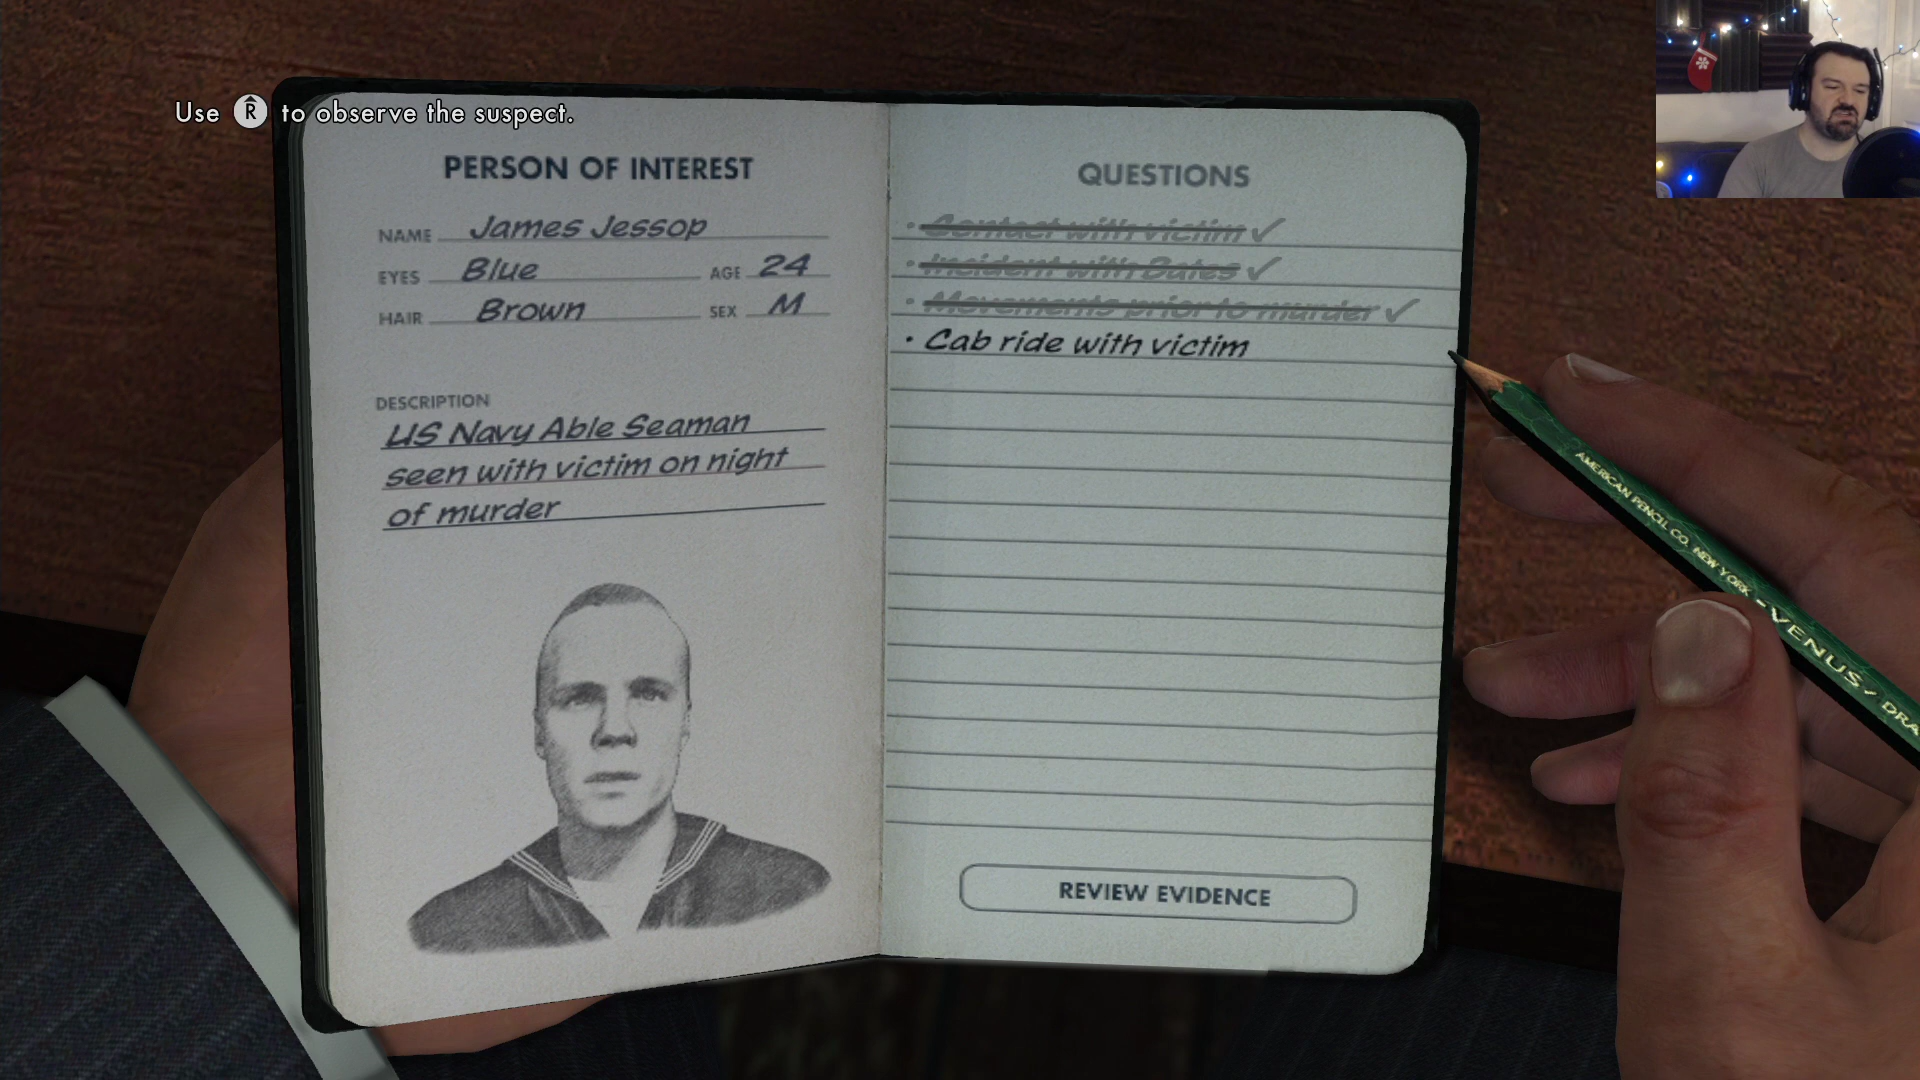 Use R to observe the suspect.
PERSON OF INTEREST
NAME James Jessop
EYES Blue AGE 24
HAIR Brown SEX M
DESCRIPTION
US Navy Able Seaman
seen with victim on night
of murder
QUESTIONS
• Contact with victim ✓
• Incident with Bates ✓
• Movements prior to murder ✓
• Cab ride with victim
REVIEW EVIDENCE
AMERICAN PENCIL CO. NEW YORK - VENUS / DRA